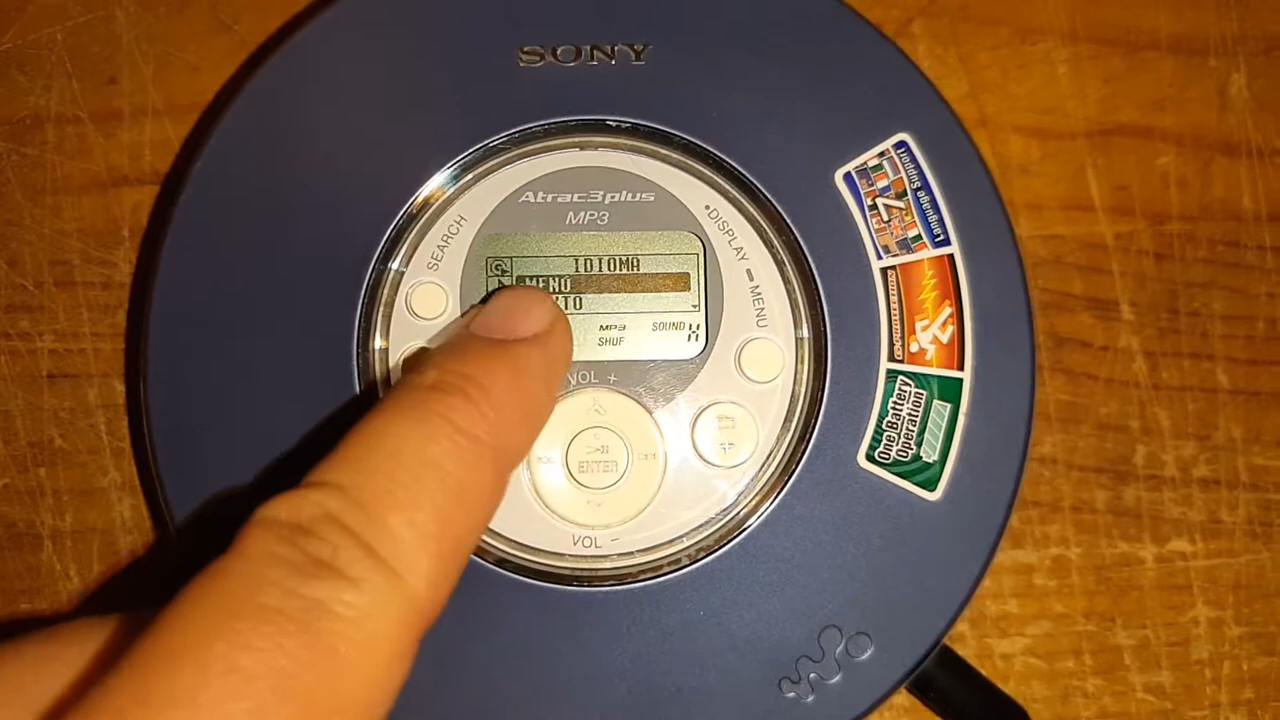 SONY
Atrac3plus
MP3
SEARCH
•DISPLAY — MENU
IDIOMA
MENÚ
MP3 SOUND
SHUF
VOL +
ENTER
VOL −
7
Language Support
G-PROTECTION
One Battery
Operation